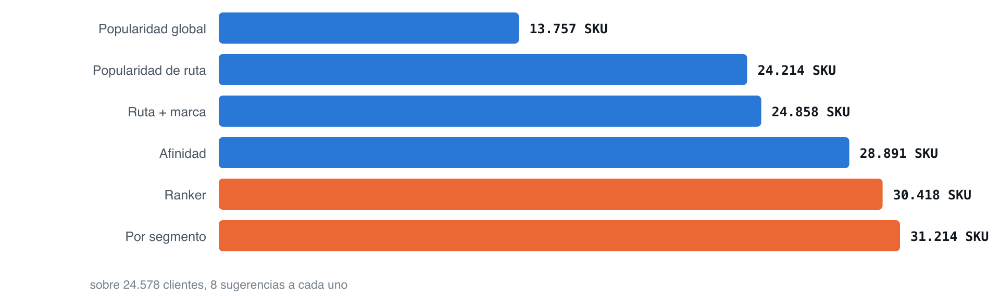 Popularidad global 13.757 SKU
Popularidad de ruta 24.214 SKU
Ruta + marca 24.858 SKU
Afinidad 28.891 SKU
Ranker 30.418 SKU
Por segmento 31.214 SKU
sobre 24.578 clientes, 8 sugerencias a cada uno